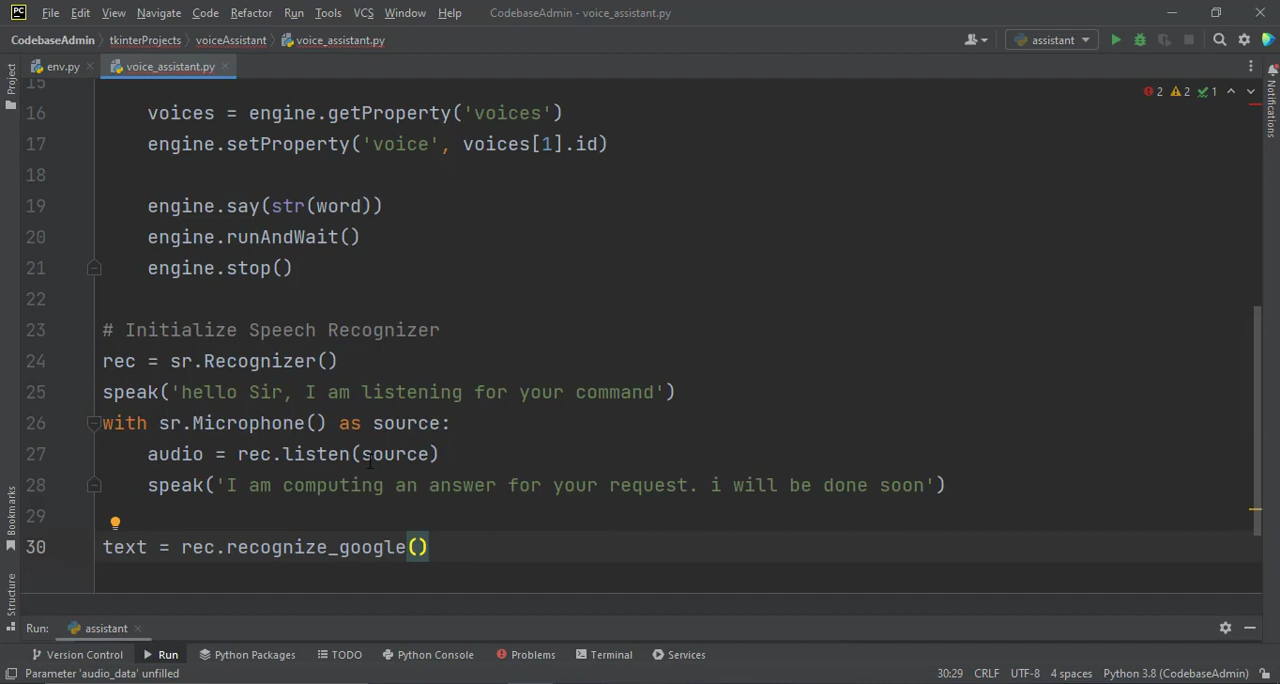 PC File Edit View Navigate Code Refactor Run Tools VCS Window Help CodebaseAdmin - voice_assistant.py
CodebaseAdmin tkinterProjects voiceAssistant voice_assistant.py assistant
Project env.py voice_assistant.py Notifications
15 2 2 1
16 voices = engine.getProperty('voices')
17 engine.setProperty('voice', voices[1].id)
18
19 engine.say(str(word))
20 engine.runAndWait()
21 engine.stop()
22
23 # Initialize Speech Recognizer
24 rec = sr.Recognizer()
25 speak('hello Sir, I am listening for your command')
26 with sr.Microphone() as source:
27 audio = rec.listen(source)
28 speak('I am computing an answer for your request. i will be done soon')
29
30 text = rec.recognize_google()
Bookmarks
Structure
Run: assistant
Version Control Run Python Packages TODO Python Console Problems Terminal Services
Parameter 'audio_data' unfilled 30:29 CRLF UTF-8 4 spaces Python 3.8 (CodebaseAdmin)